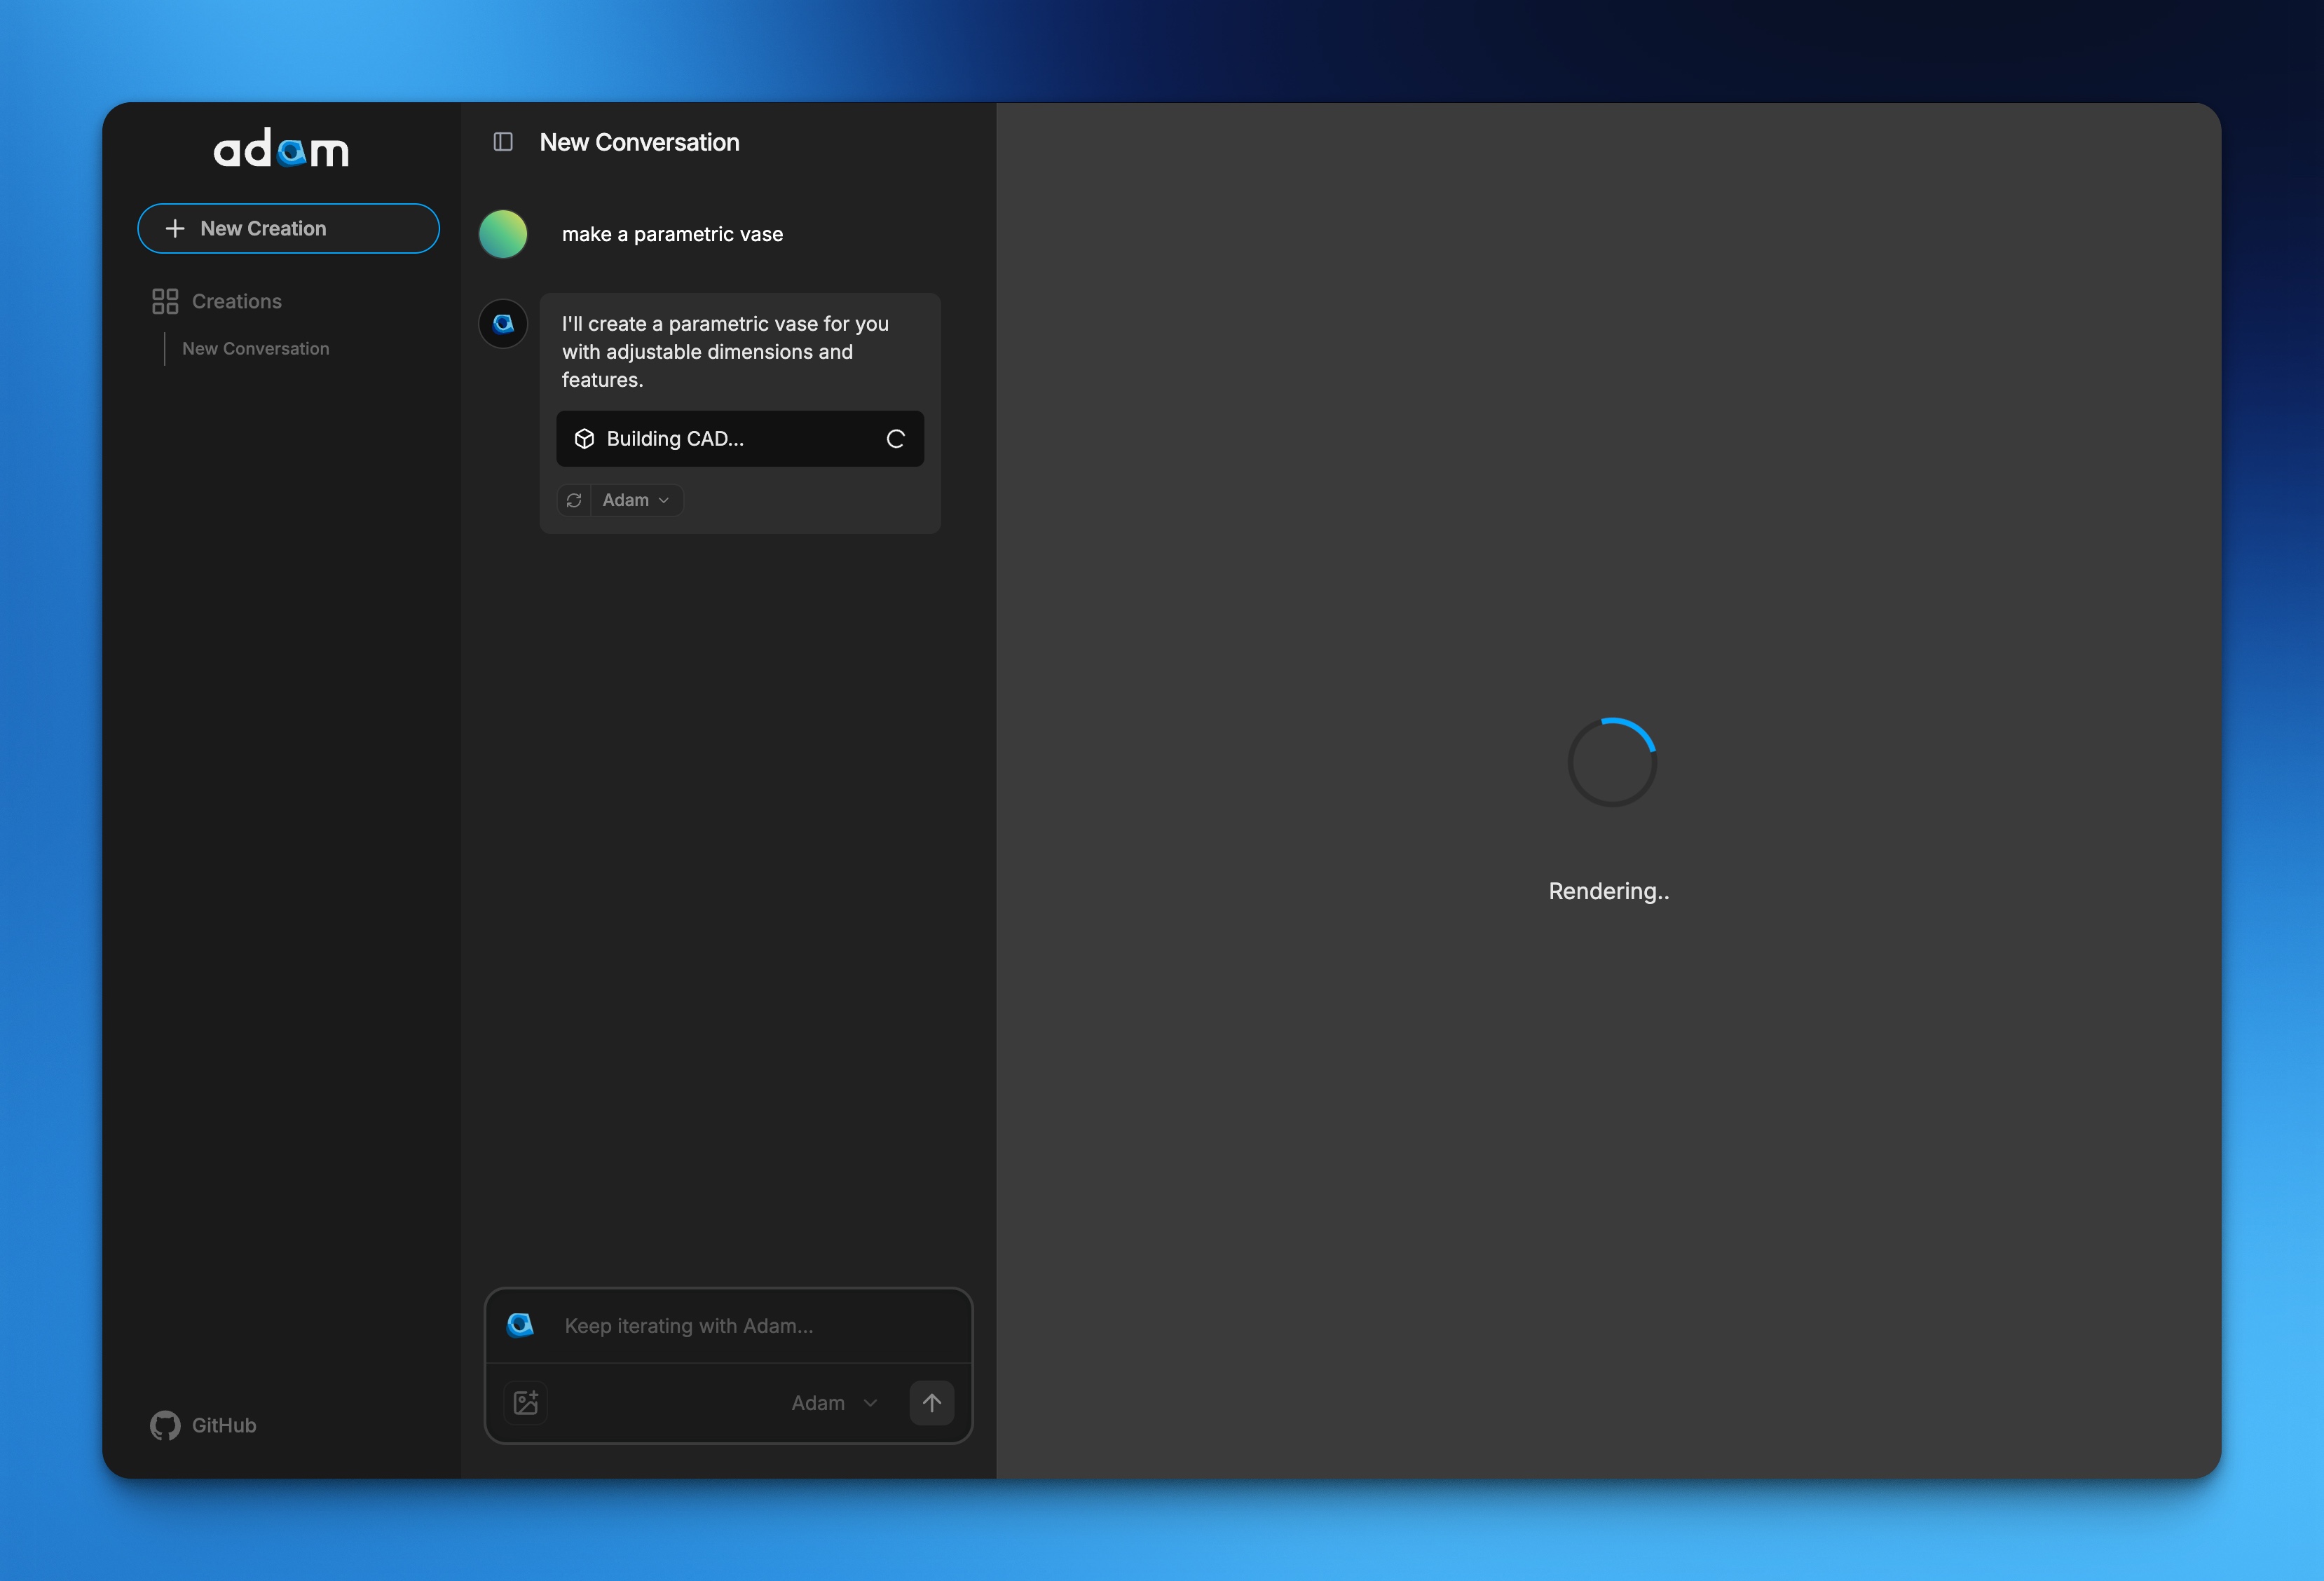 adam
New Creation
Creations
New Conversation
GitHub
New Conversation
make a parametric vase
I'll create a parametric vase for you
with adjustable dimensions and
features.
Building CAD...
Adam
Keep iterating with Adam...
Adam
Rendering..